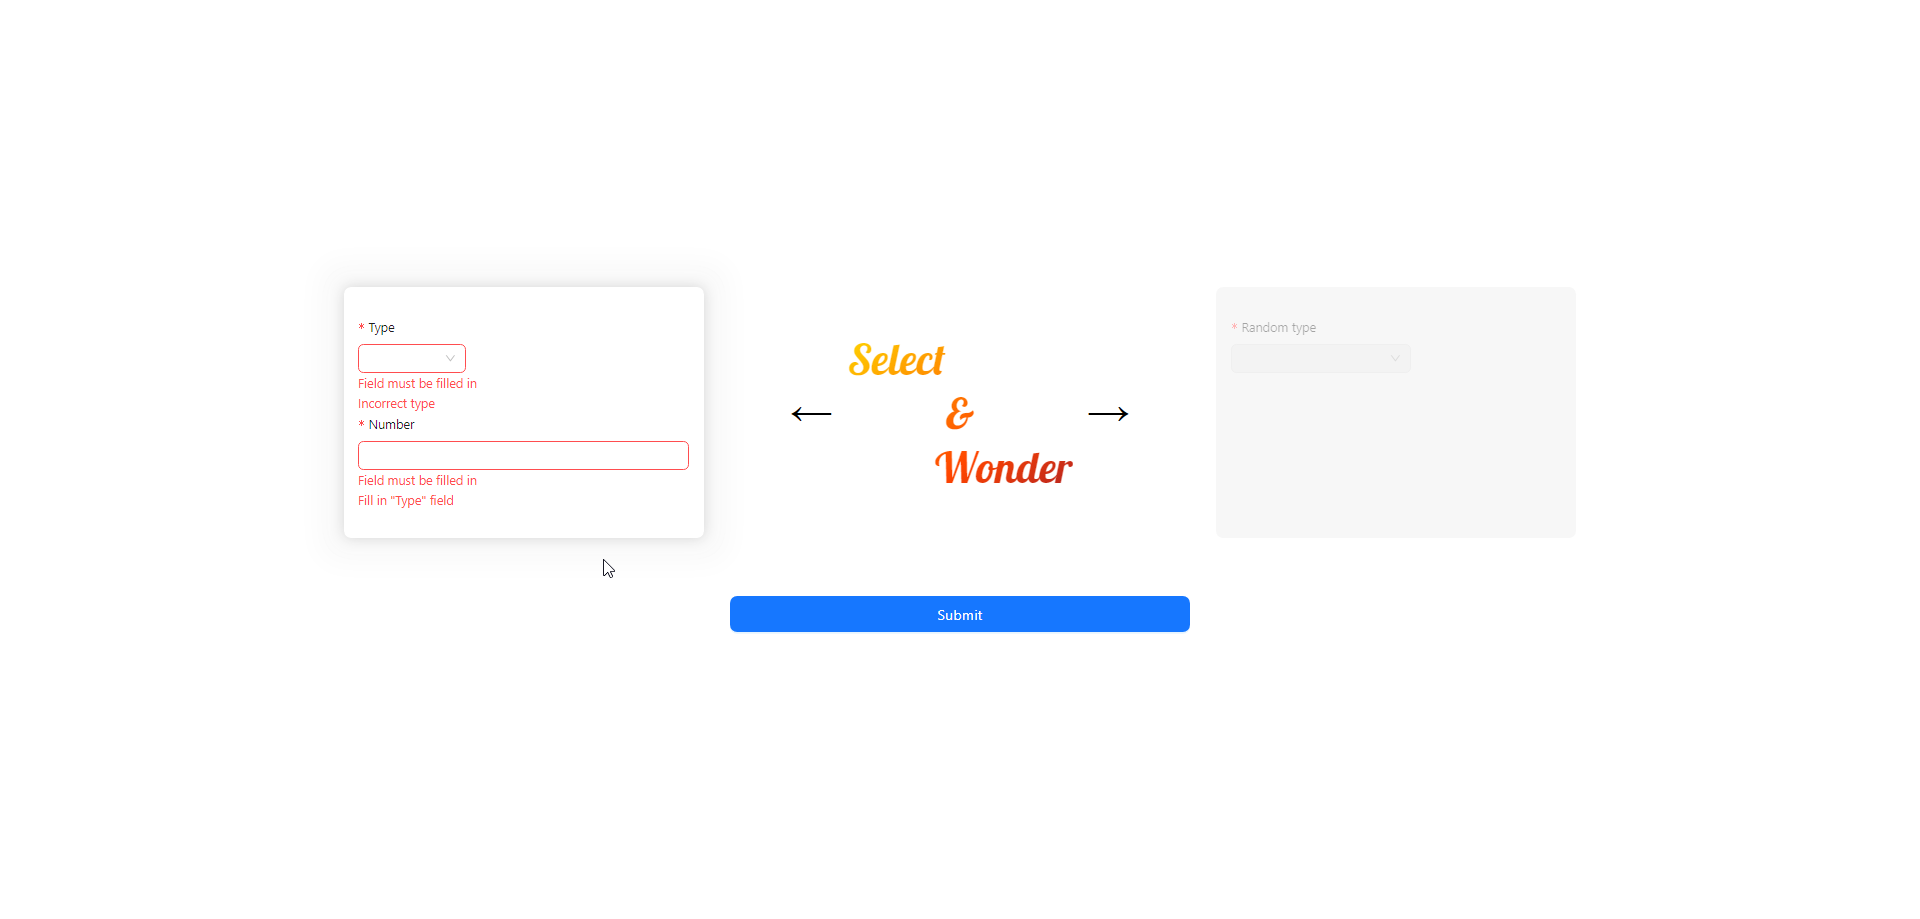 * Type
Field must be filled in
Incorrect type
* Number
Field must be filled in
Fill in "Type" field
Select
&
Wonder
* Random type
Submit